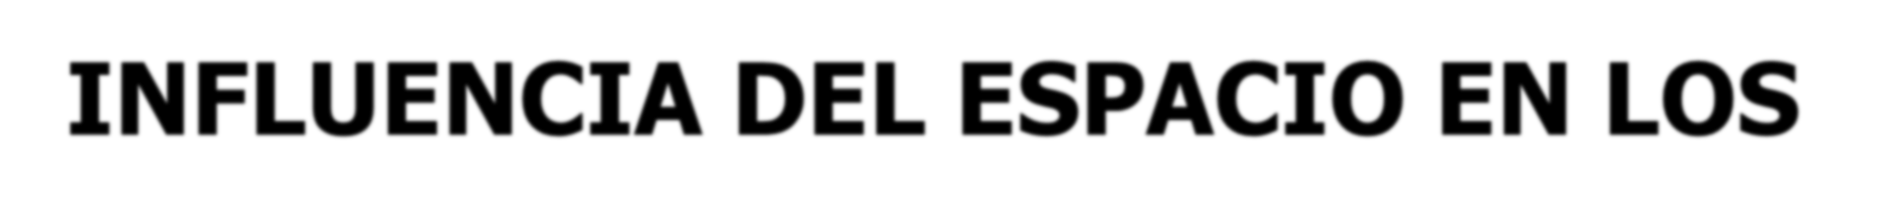 INFLUENCIA DEL ESPACIO EN LOS